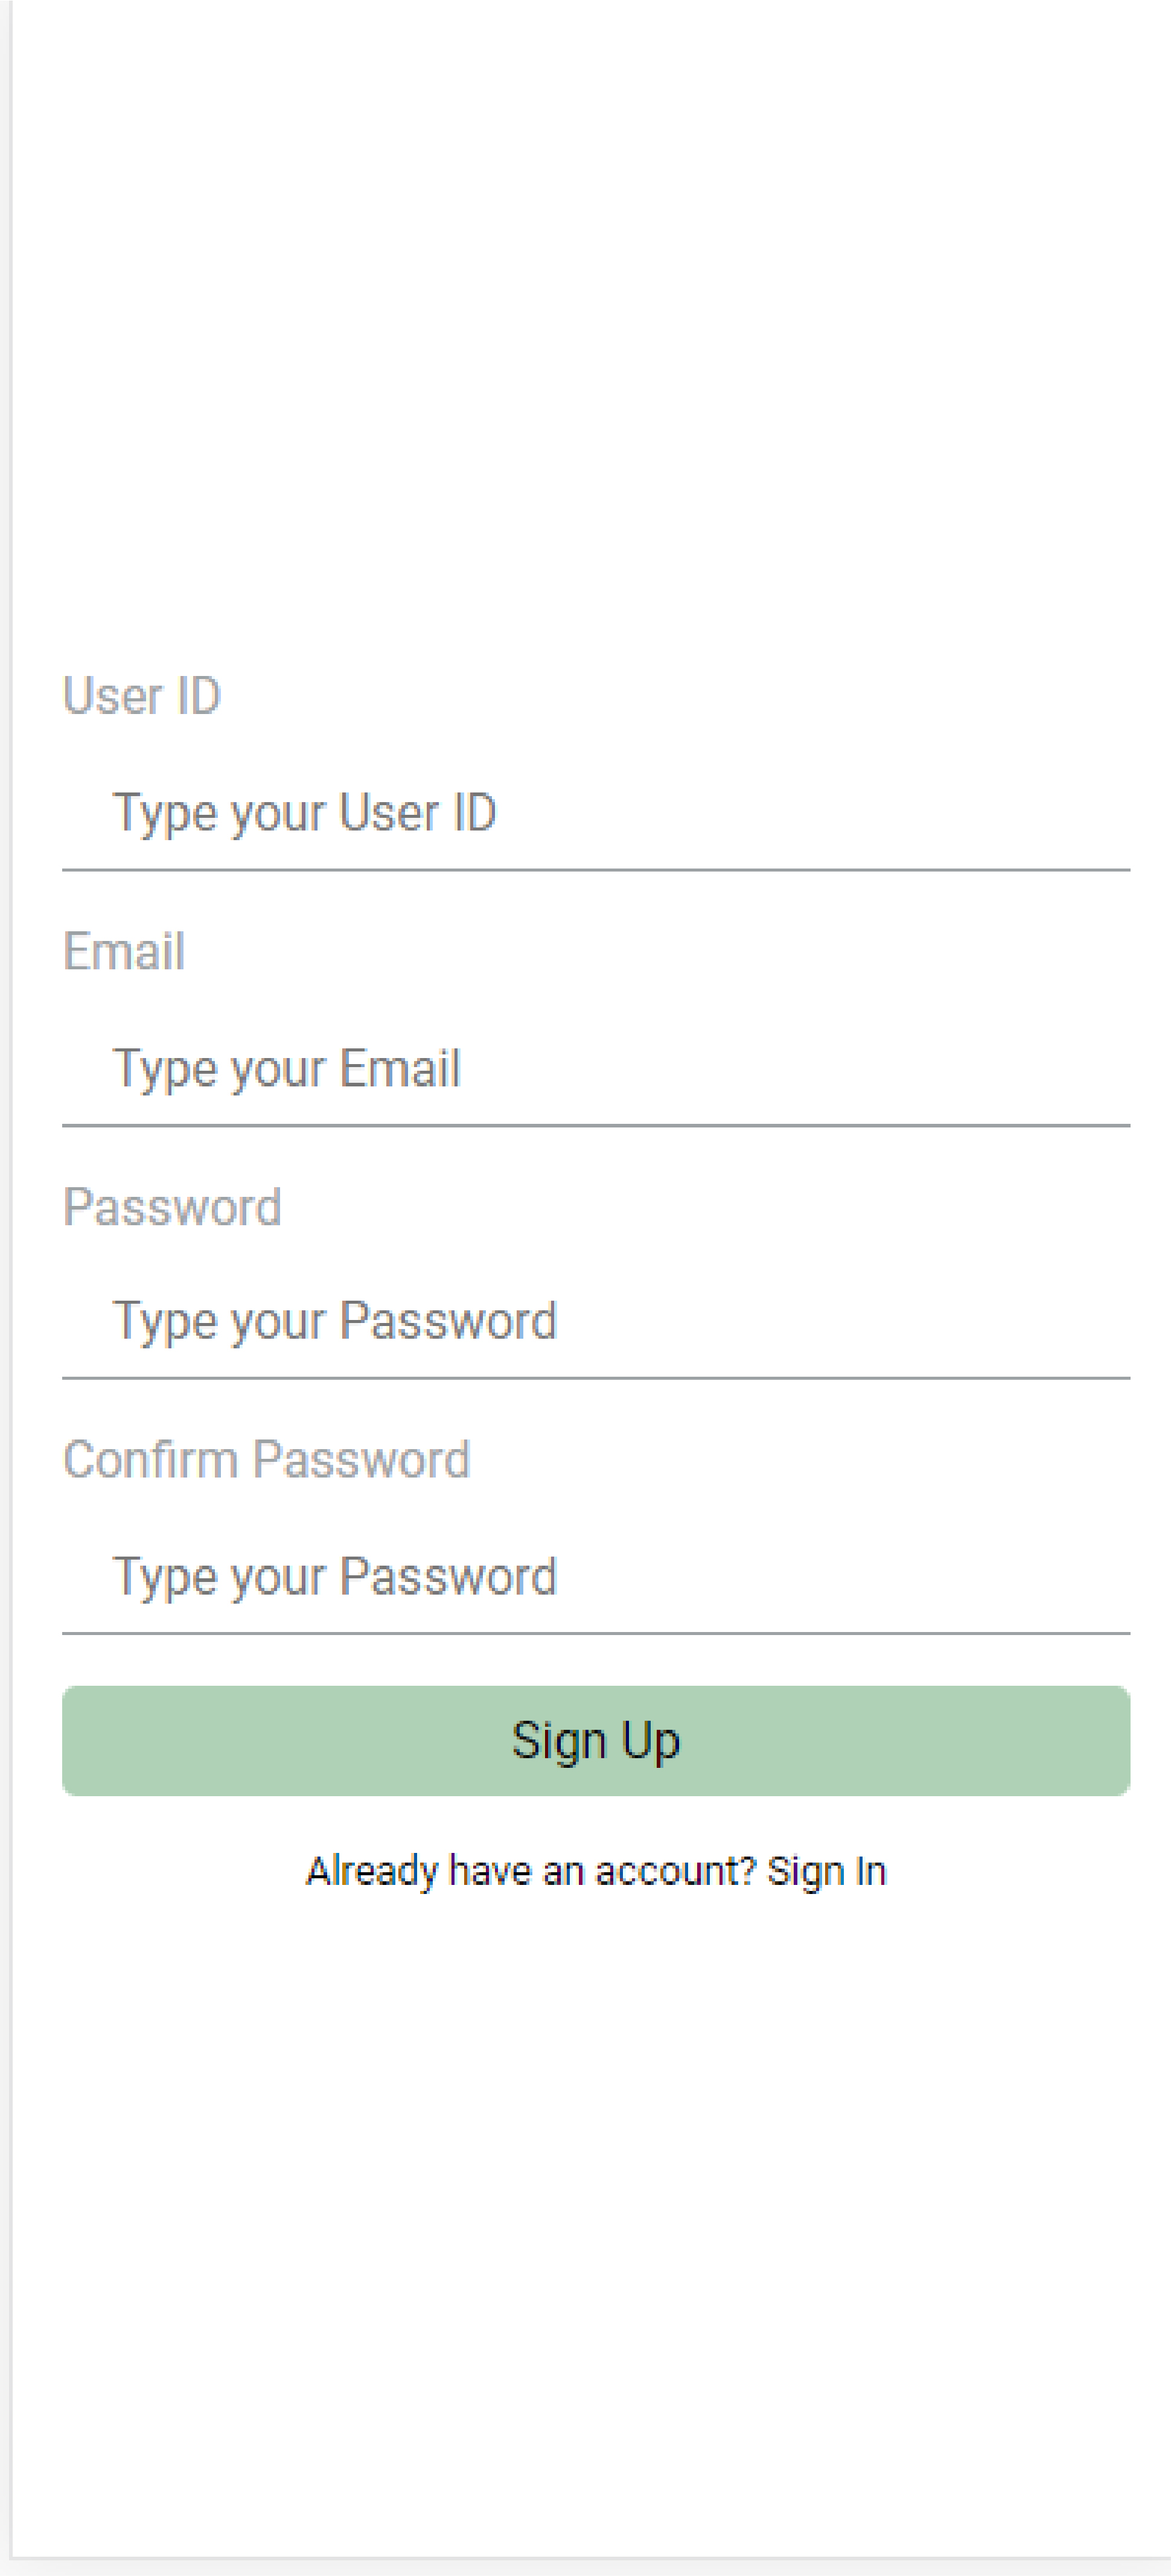 User ID
Type your User ID
Email
Type your Email
Password
Type your Password
Confirm Password
Type your Password
Sign Up
Already have an account? Sign In